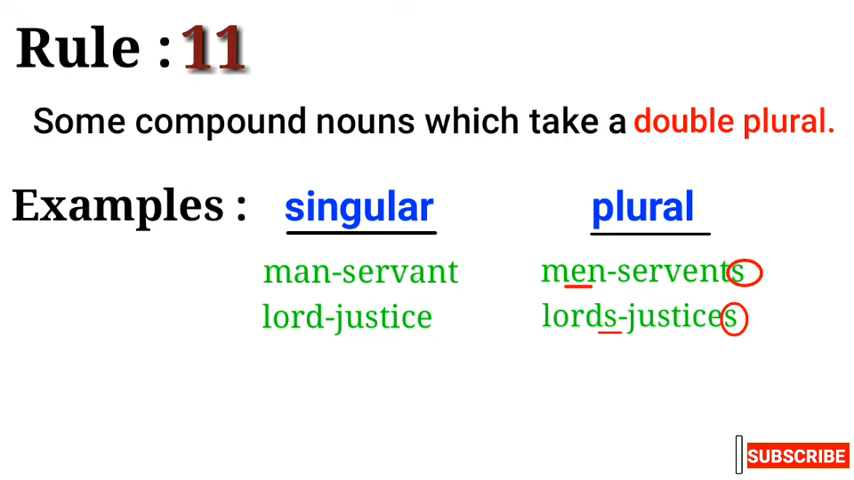 Rule : 11
Some compound nouns which take a double plural.
Examples : singular plural
man-servant men-servents
lord-justice lords-justices
SUBSCRIBE